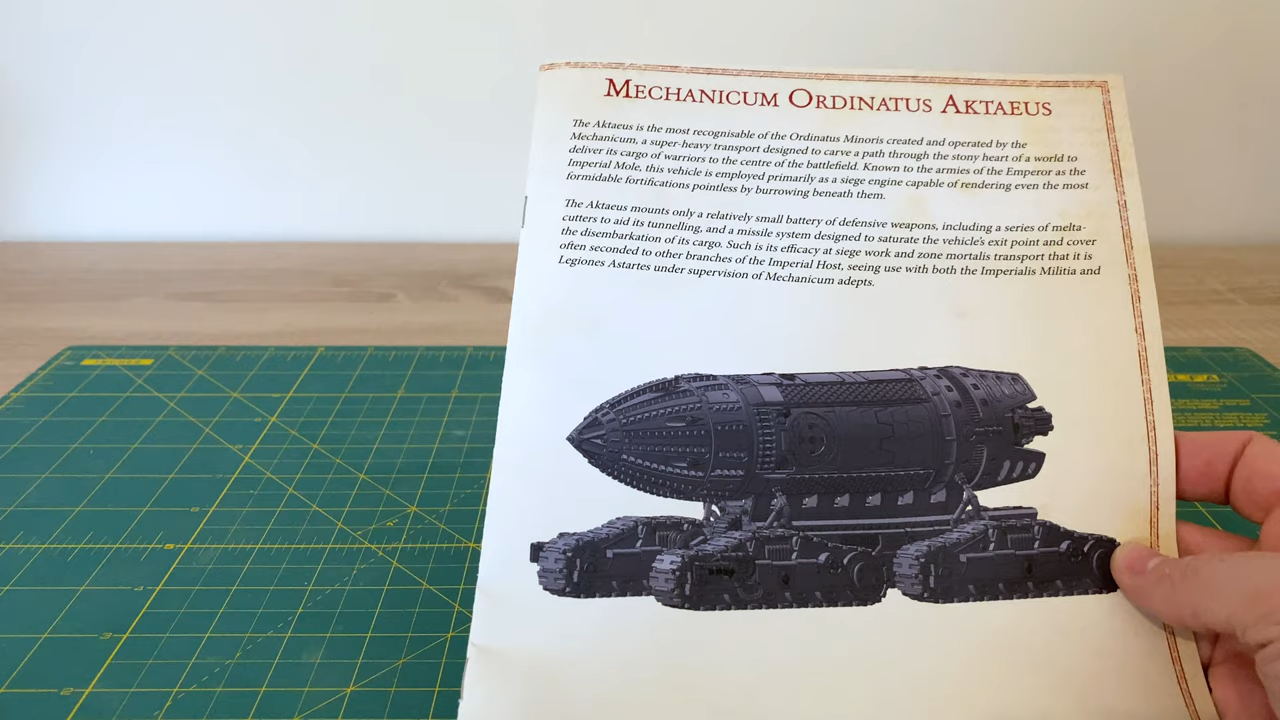 MECHANICUM ORDINATUS AKTAEUS
The Aktaeus is the most recognisable of the Ordinatus Minoris created and operated by the
Mechanicum, a super-heavy transport designed to carve a path through the stony heart of a world to
deliver its cargo of warriors to the centre of the battlefield. Known to the armies of the Emperor as the
Imperial Mole, this vehicle is employed primarily as a siege engine capable of rendering even the most
formidable fortifications pointless by burrowing beneath them.
The Aktaeus mounts only a relatively small battery of defensive weapons, including a series of melta-
cutters to aid its tunnelling, and a missile system designed to saturate the vehicle's exit point and cover
the disembarkation of its cargo. Such is its efficacy at siege work and zone mortalis transport that it is
often seconded to other branches of the Imperial Host, seeing use with both the Imperialis Militia and
Legiones Astartes under supervision of Mechanicum adepts.
5
4
3
2